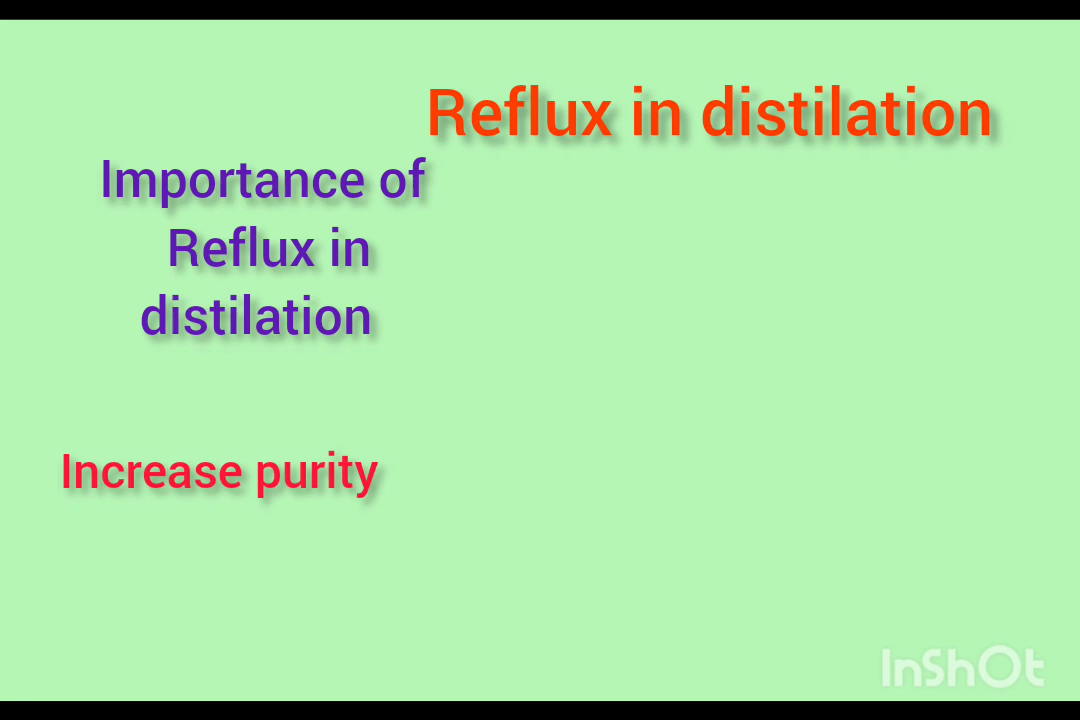 Reflux in distilation
Importance of
Reflux in
distilation
Increase purity
InShOt